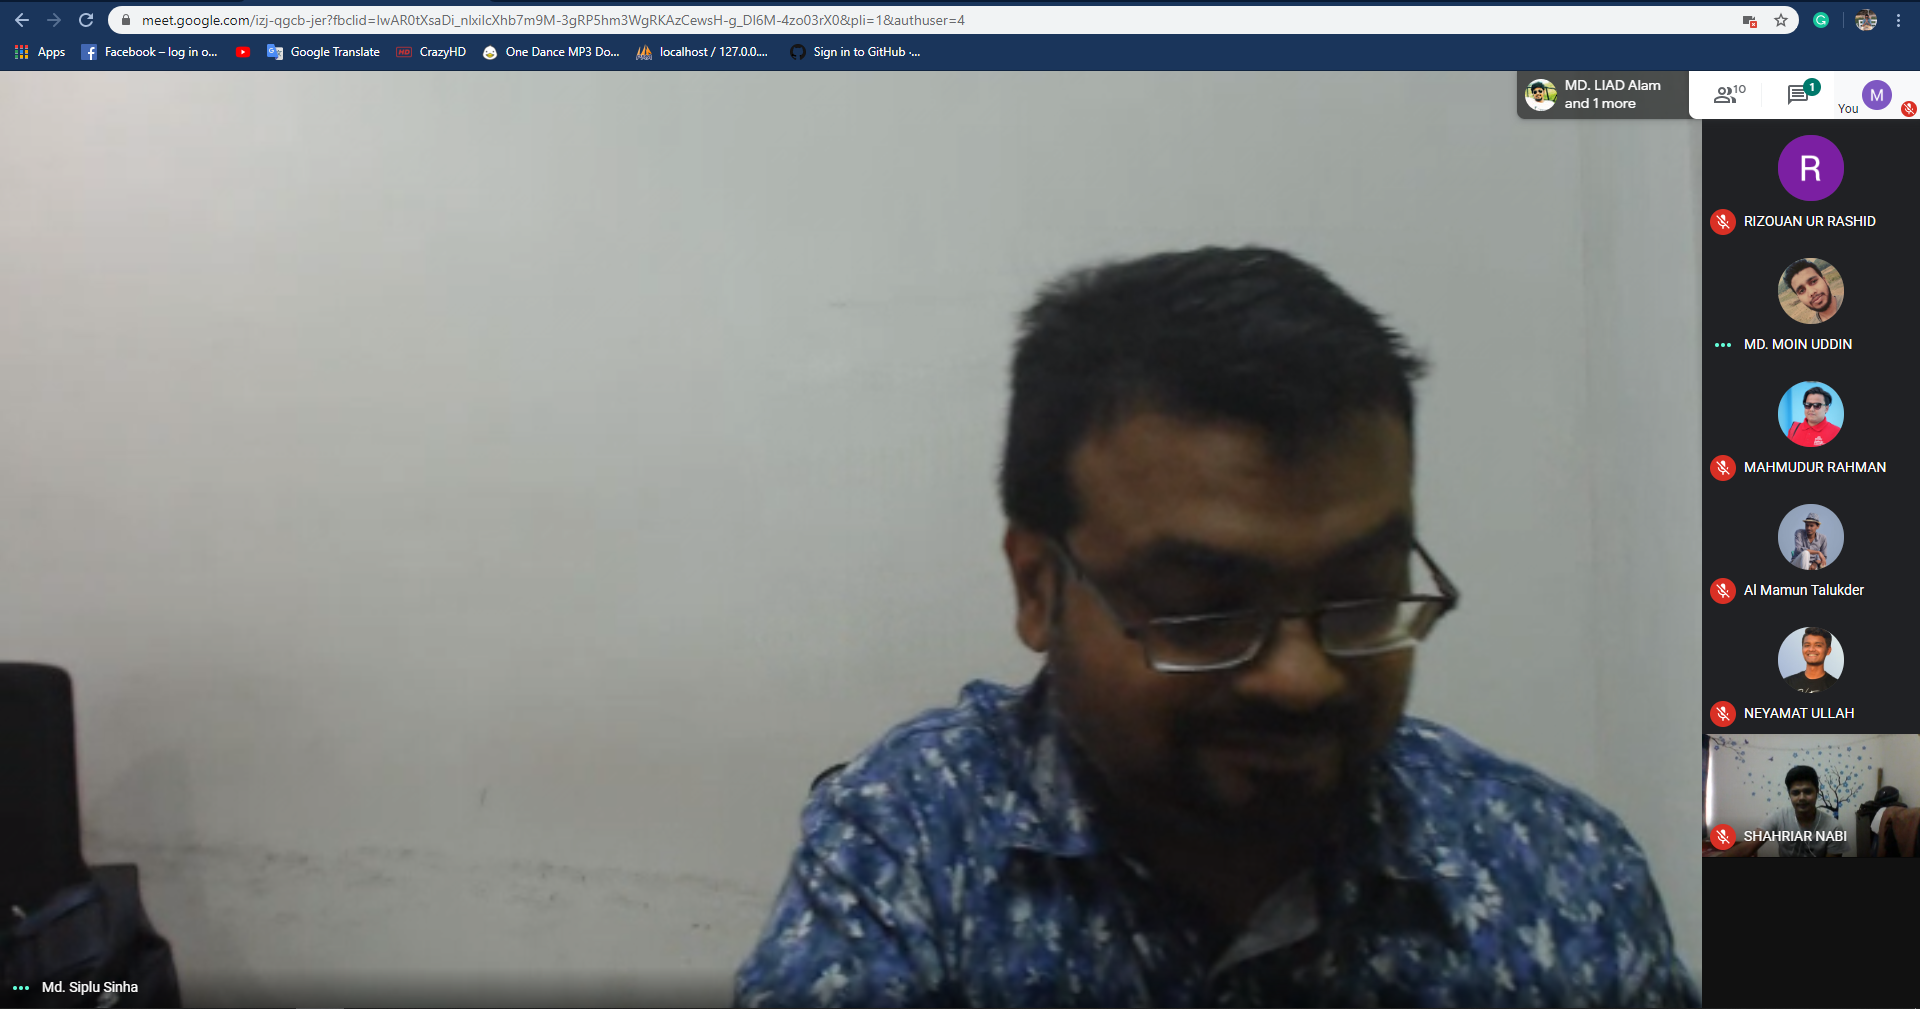 meet.google.com/izj-qgcb-jer?fbclid=IwAR0tXsaDi_nlxilcXhb7m9M-3gRP5hm3WgRKAzCewsH-g_DI6M-4zo03rX0&pli=1&authuser=4
Apps Facebook – log in o... Google Translate HD CrazyHD One Dance MP3 Do... localhost / 127.0.0.... Sign in to GitHub ·...
MD. LIAD Alam
and 1 more
10
1
You
M
R
RIZOUAN UR RASHID
MD. MOIN UDDIN
MAHMUDUR RAHMAN
Al Mamun Talukder
NEYAMAT ULLAH
SHAHRIAR NABI
Md. Siplu Sinha